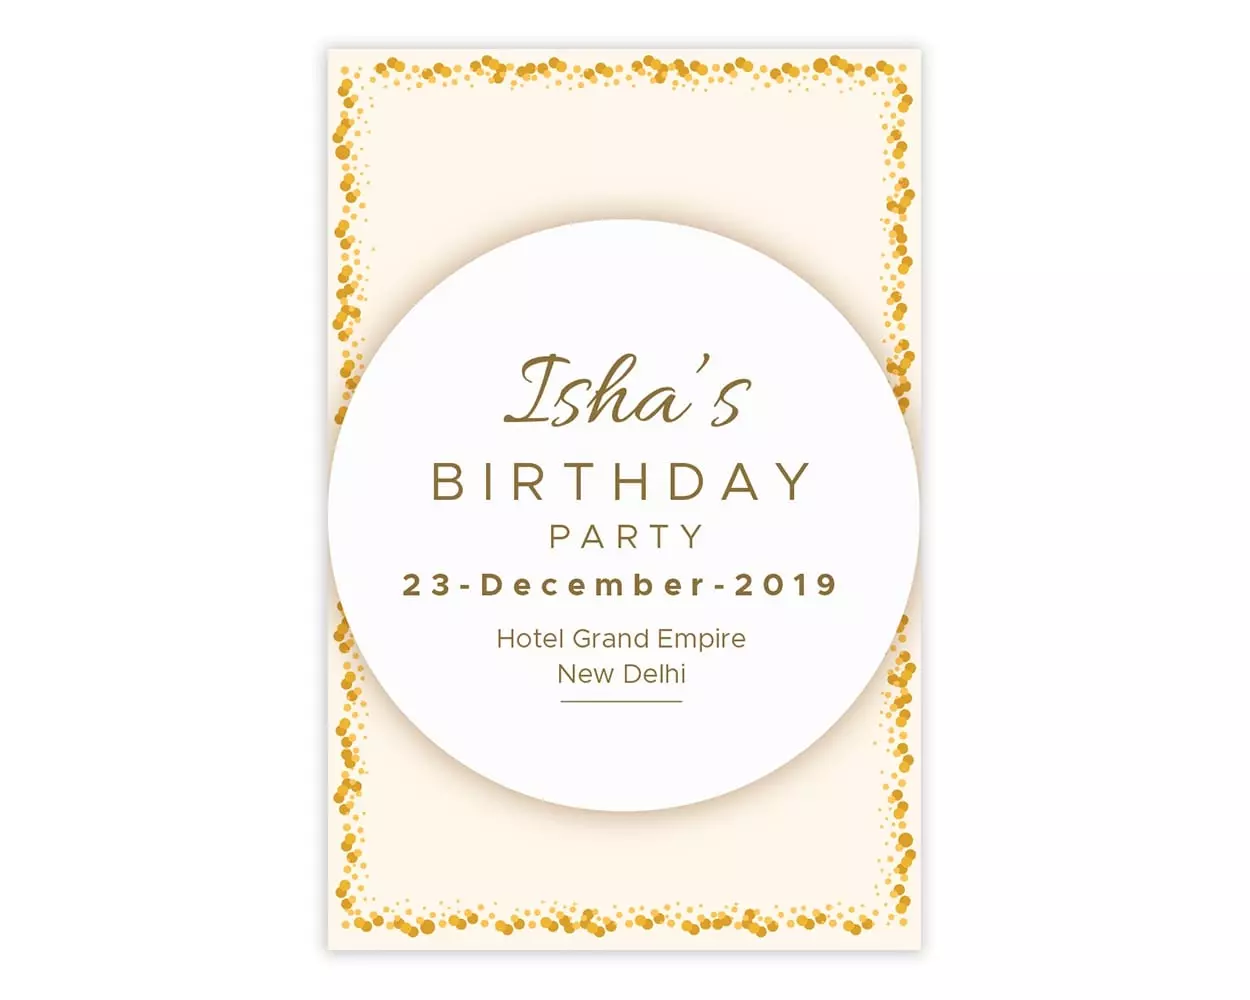 Isha's
BIRTHDAY
PARTY
23-December-2019
Hotel Grand Empire
New Delhi